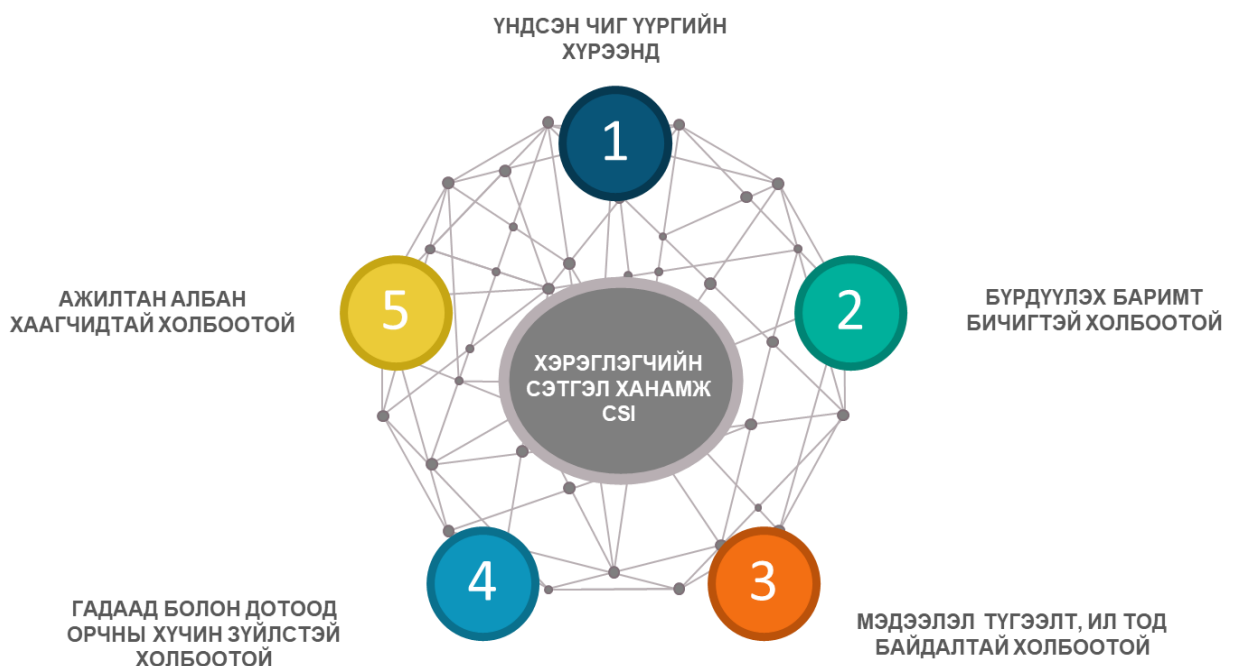 ҮНДСЭН ЧИГ ҮҮРГИЙН
ХҮРЭЭНД
1
2
БҮРДҮҮЛЭХ БАРИМТ
БИЧИГТЭЙ ХОЛБООТОЙ
3
МЭДЭЭЛЭЛ ТҮГЭЭЛТ, ИЛ ТОД
БАЙДАЛТАЙ ХОЛБООТОЙ
4
ГАДААД БОЛОН ДОТООД
ОРЧНЫ ХҮЧИН ЗҮЙЛСТЭЙ
ХОЛБООТОЙ
5
АЖИЛТАН АЛБАН
ХААГЧИДТАЙ ХОЛБООТОЙ
ХЭРЭГЛЭГЧИЙН
СЭТГЭЛ ХАНАМЖ
CSI